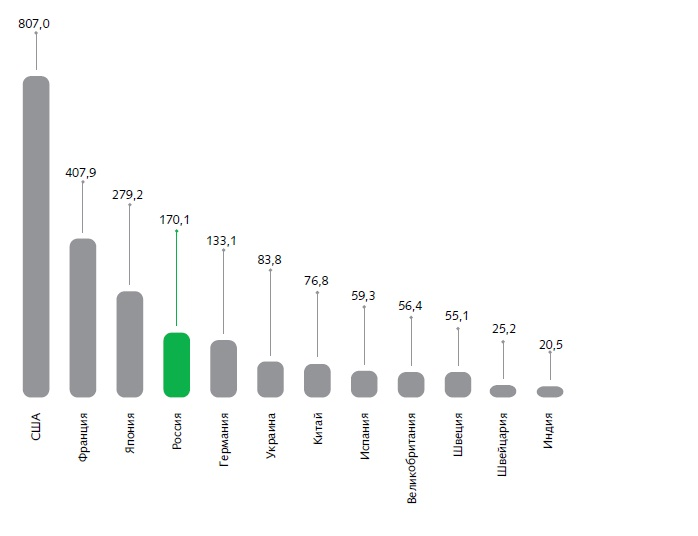 807,0
407,9
279,2
170,1
133,1
83,8
76,8
59,3
56,4
55,1
25,2
20,5
США
Франция
Япония
Россия
Германия
Украина
Китай
Испания
Великобритания
Швеция
Швейцария
Индия